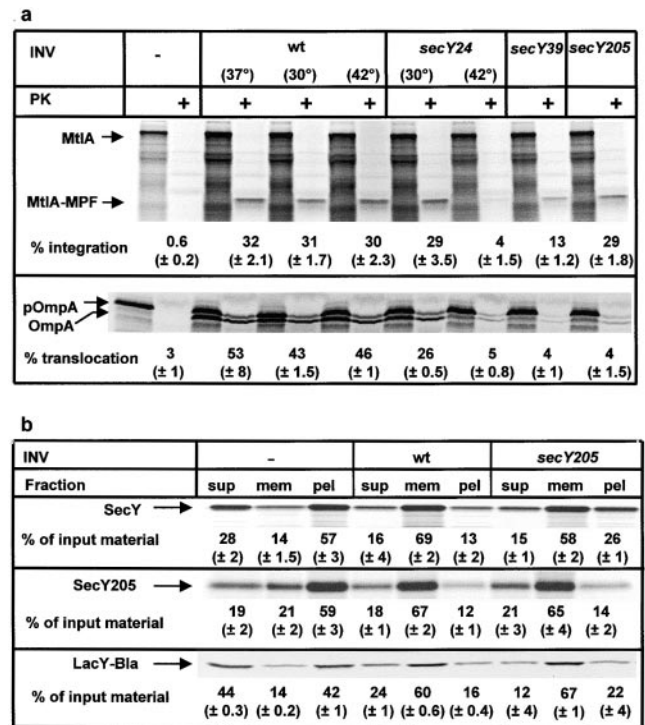 a
INV - wt secY24 secY39 secY205
(37°) (30°) (42°) (30°) (42°)
PK + + + + + + + +
MtlA
MtlA-MPF
% integration 0.6 32 31 30 29 4 13 29
(± 0.2) (± 2.1) (± 1.7) (± 2.3) (± 3.5) (± 1.5) (± 1.2) (± 1.8)
pOmpA
OmpA
% translocation 3 53 43 46 26 5 4 4
(± 1) (± 8) (± 1.5) (± 1) (± 0.5) (± 0.8) (± 1) (± 1.5)
b
INV – wt secY205
Fraction sup mem pel sup mem pel sup mem pel
SecY
% of input material 28 14 57 16 69 13 15 58 26
(± 2) (± 1.5) (± 3) (± 4) (± 2) (± 2) (± 1) (± 2) (± 1)
SecY205
% of input material 19 21 59 18 67 12 21 65 14
(± 2) (± 2) (± 3) (± 1) (± 2) (± 1) (± 3) (± 4) (± 2)
LacY-Bla
% of input material 44 14 42 24 60 16 12 67 22
(± 0.3) (± 0.2) (± 1) (± 1) (± 0.6) (± 0.4) (± 4) (± 1) (± 4)